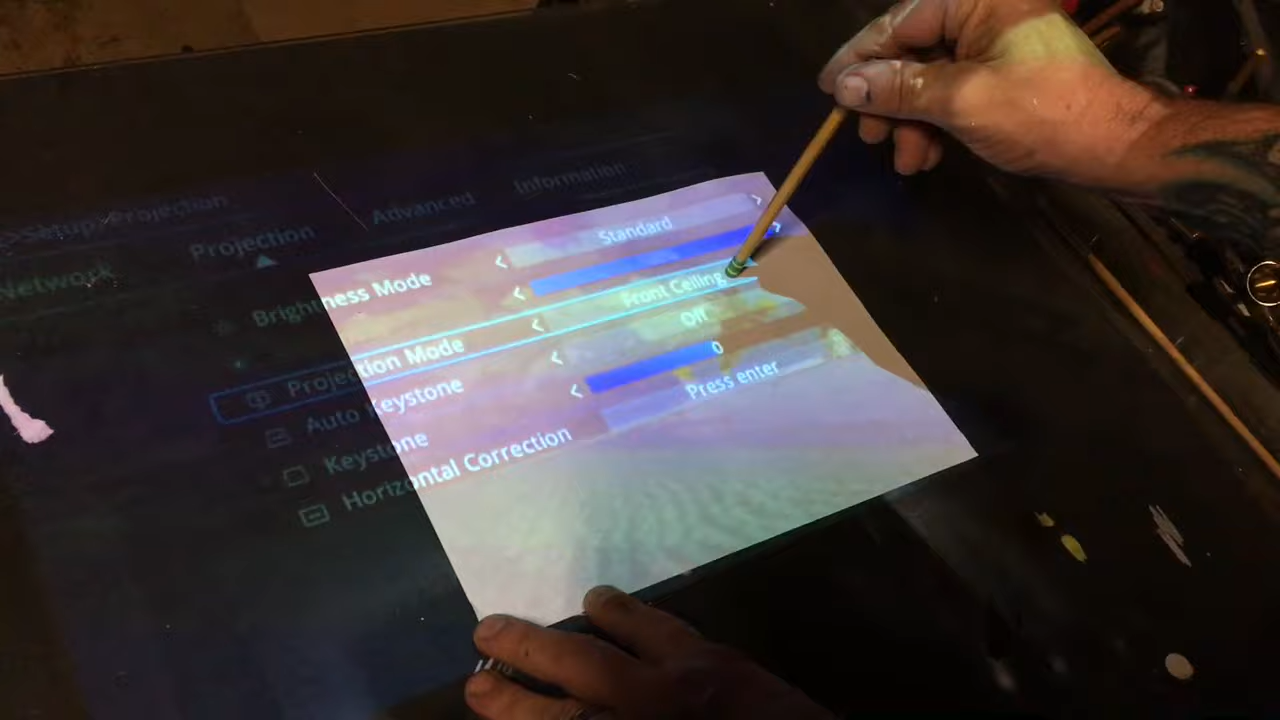 Setup/Projection
Network Projection Advanced Information
Brightness Mode < Standard >
< >
Projection Mode < Front Ceiling
Auto Keystone < Off
Keystone < 0
Horizontal Correction Press enter